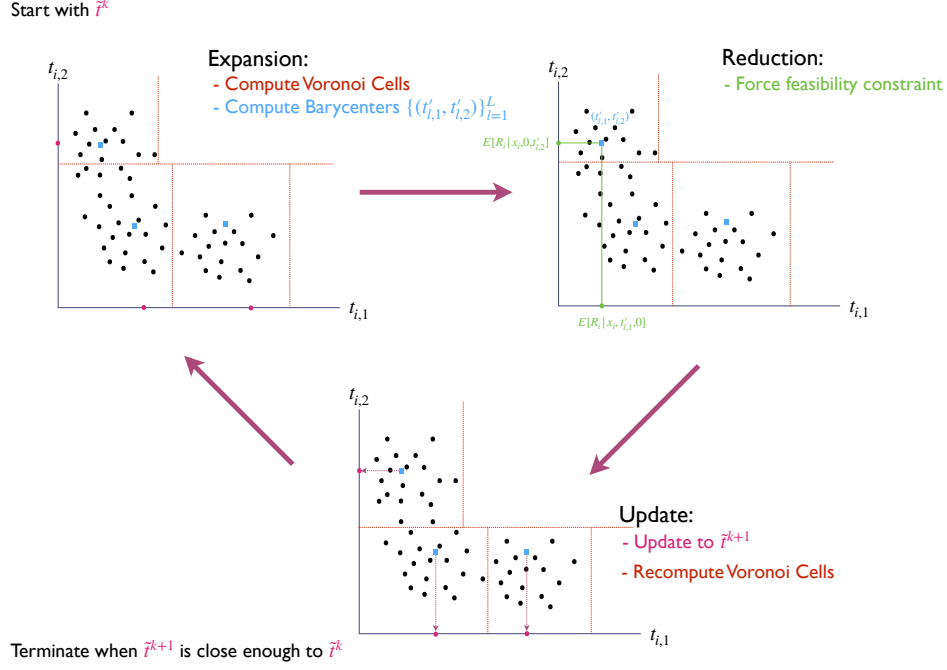 Start with t̃^k
Expansion:
- Compute Voronoi Cells
- Compute Barycenters {(t′_{l,1}, t′_{l,2})}_{l=1}^L
t_{i,2}
t_{i,1}
Reduction:
- Force feasibility constraint
t_{i,2}
(t′_{l,1}, t′_{l,2})
E[R_i | x_i, 0, t′_{l,2}]
t_{i,1}
E[R_i | x_i, t′_{l,1}, 0]
t_{i,2}
Update:
- Update to t̃^{k+1}
- Recompute Voronoi Cells
t_{i,1}
Terminate when t̃^{k+1} is close enough to t̃^k